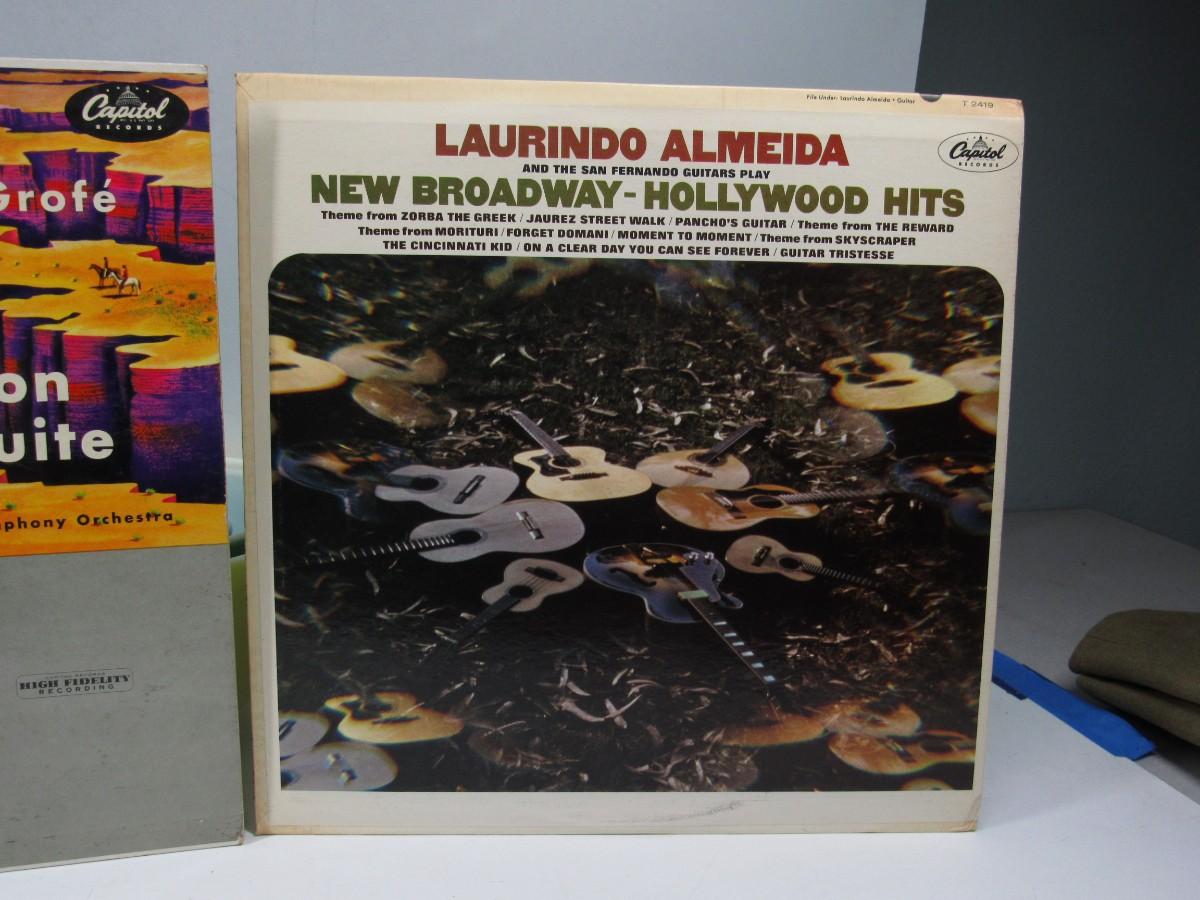 Capitol
RECORDS
Grofé
on
uite
phony Orchestra
HIGH FIDELITY
RECORDING
File Under: Laurindo Almeida • Guitar
T 2419
LAURINDO ALMEIDA
Capitol
RECORDS
AND THE SAN FERNANDO GUITARS PLAY
NEW BROADWAY-HOLLYWOOD HITS
Theme from ZORBA THE GREEK / JAUREZ STREET WALK / PANCHO'S GUITAR / Theme from THE REWARD
Theme from MORITURI / FORGET DOMANI / MOMENT TO MOMENT / Theme from SKYSCRAPER
THE CINCINNATI KID / ON A CLEAR DAY YOU CAN SEE FOREVER / GUITAR TRISTESSE